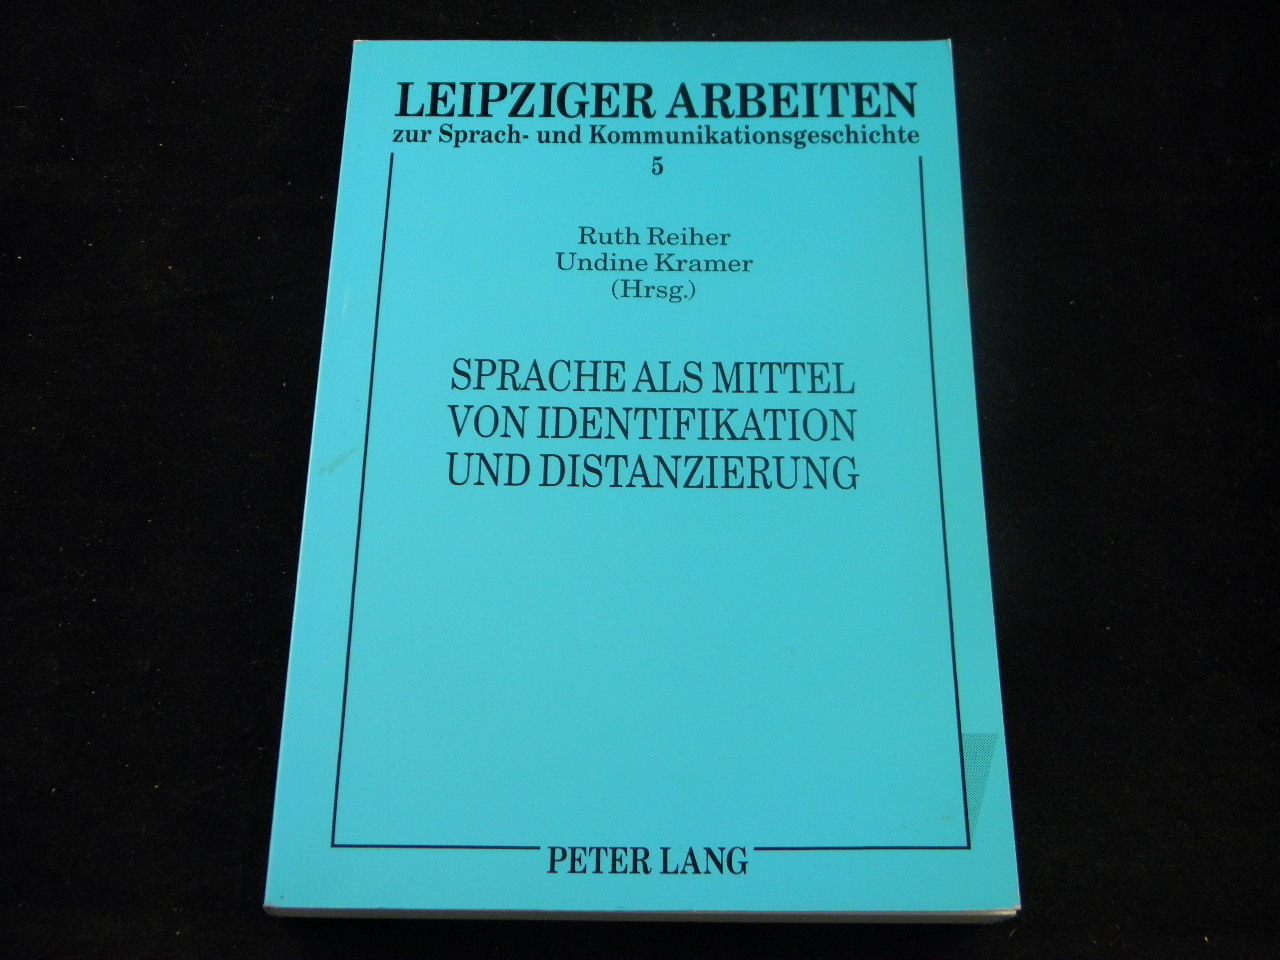 LEIPZIGER ARBEITEN
zur Sprach- und Kommunikationsgeschichte
5
Ruth Reiher
Undine Kramer
(Hrsg.)
SPRACHE ALS MITTEL
VON IDENTIFIKATION
UND DISTANZIERUNG
PETER LANG